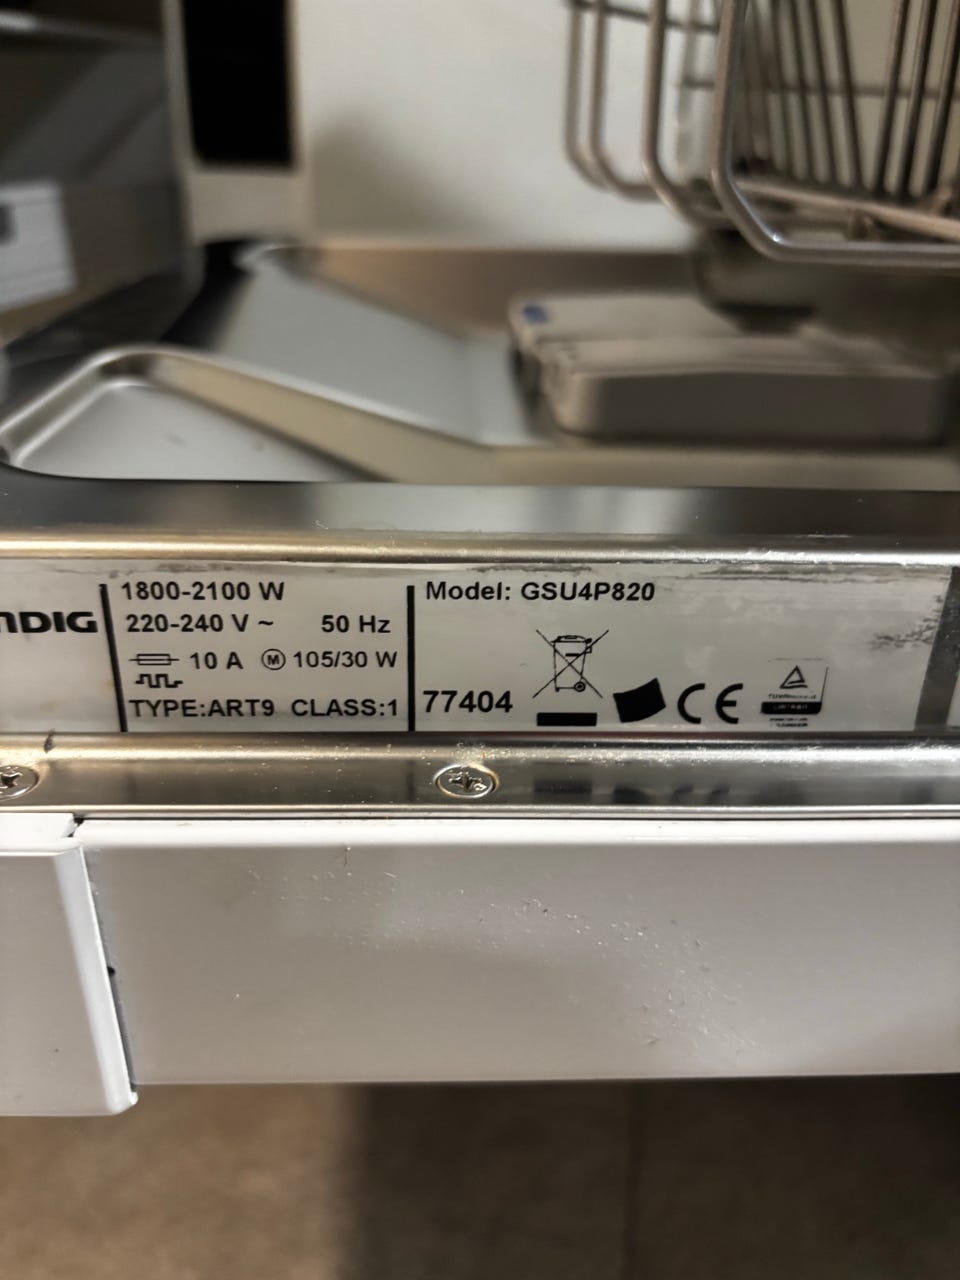 NDIG
1800-2100 W
220-240 V ~ 50 Hz
10 A M 105/30 W
TYPE:ART9 CLASS:1
Model: GSU4P820
77404
CE